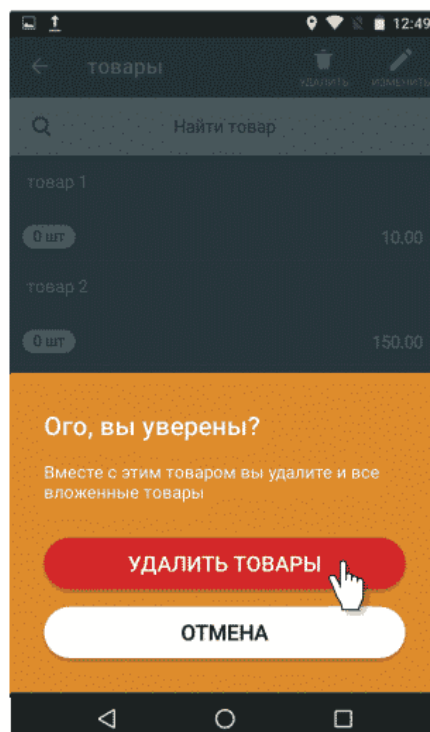 12:49
товары
УДАЛИТЬ
ИЗМЕНИТЬ
Найти товар
товар 1
0 шт
10.00
товар 2
0 шт
150.00
Ого, вы уверены?
Вместе с этим товаром вы удалите и все
вложенные товары
УДАЛИТЬ ТОВАРЫ
ОТМЕНА